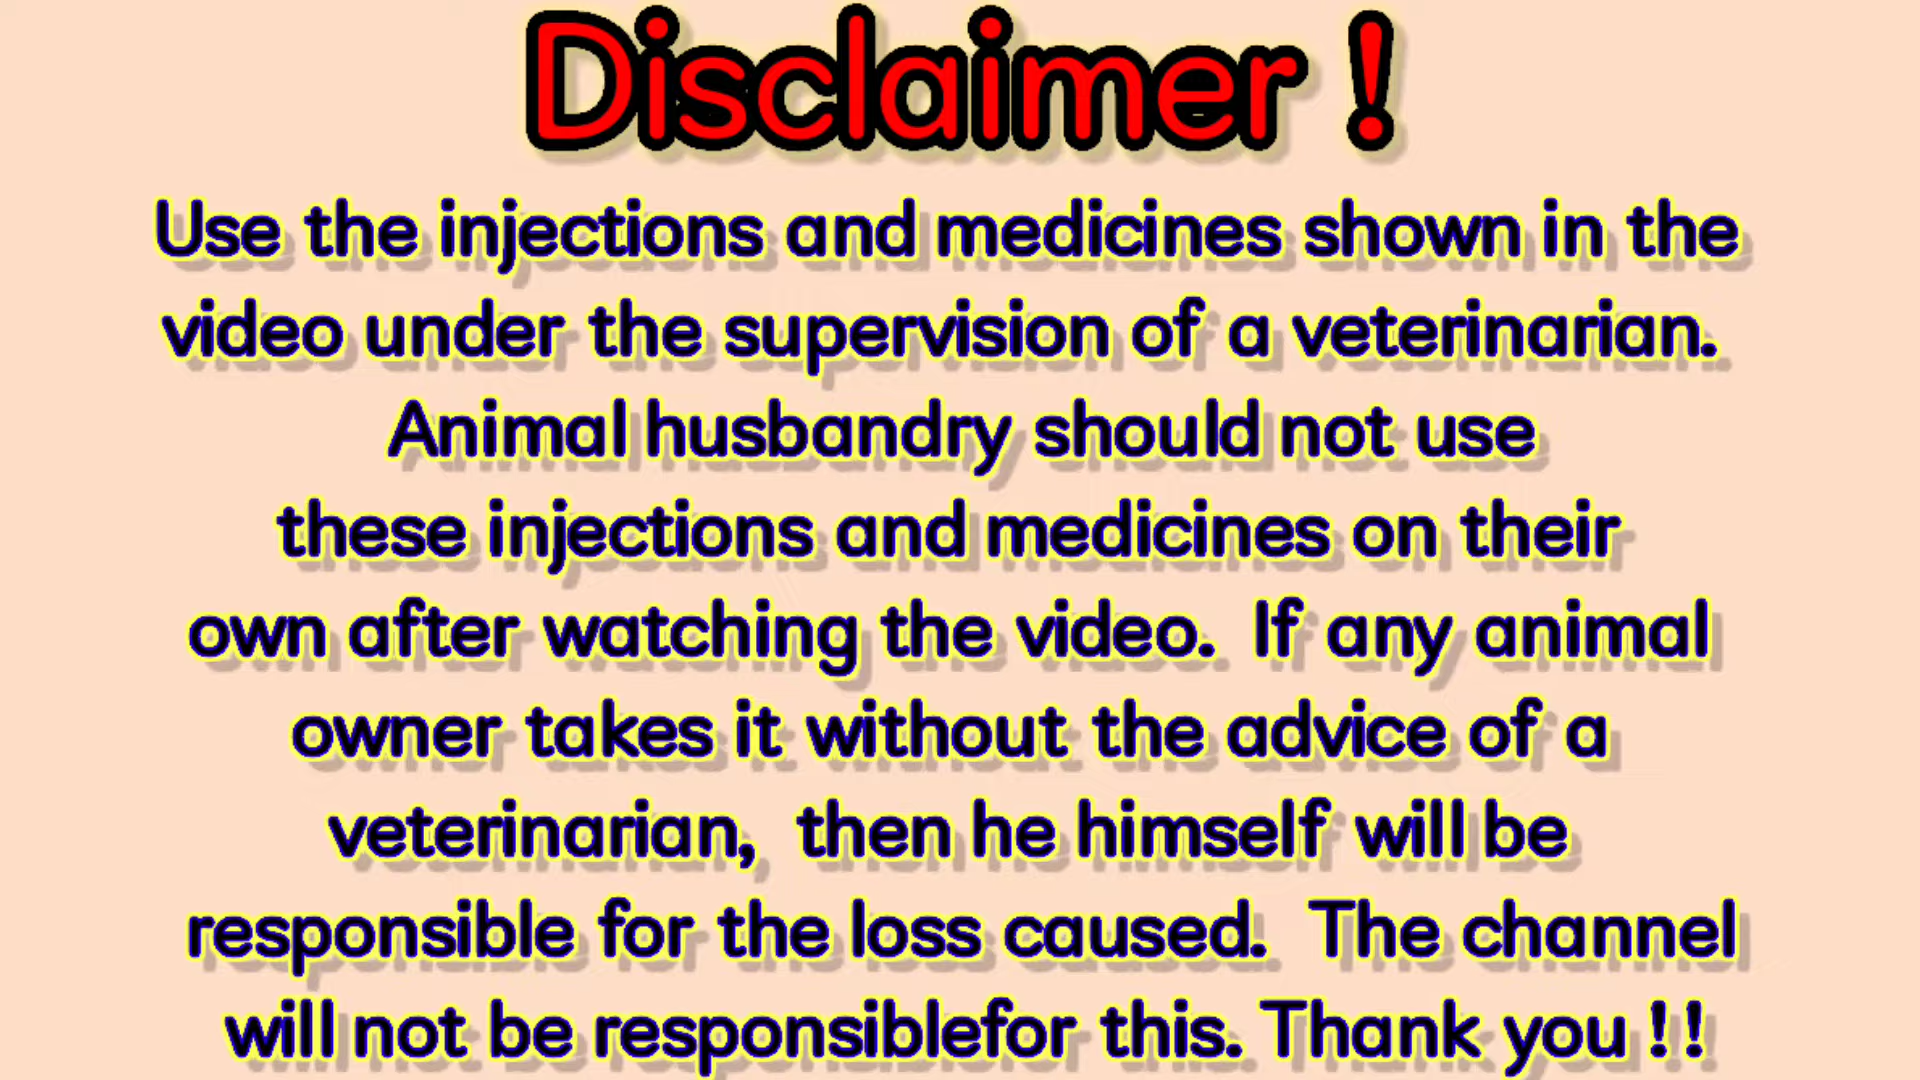 Disclaimer !
Use the injections and medicines shown in the
video under the supervision of a veterinarian.
Animal husbandry should not use
these injections and medicines on their
own after watching the video. If any animal
owner takes it without the advice of a
veterinarian, then he himself will be
responsible for the loss caused. The channel
will not be responsiblefor this. Thank you !!